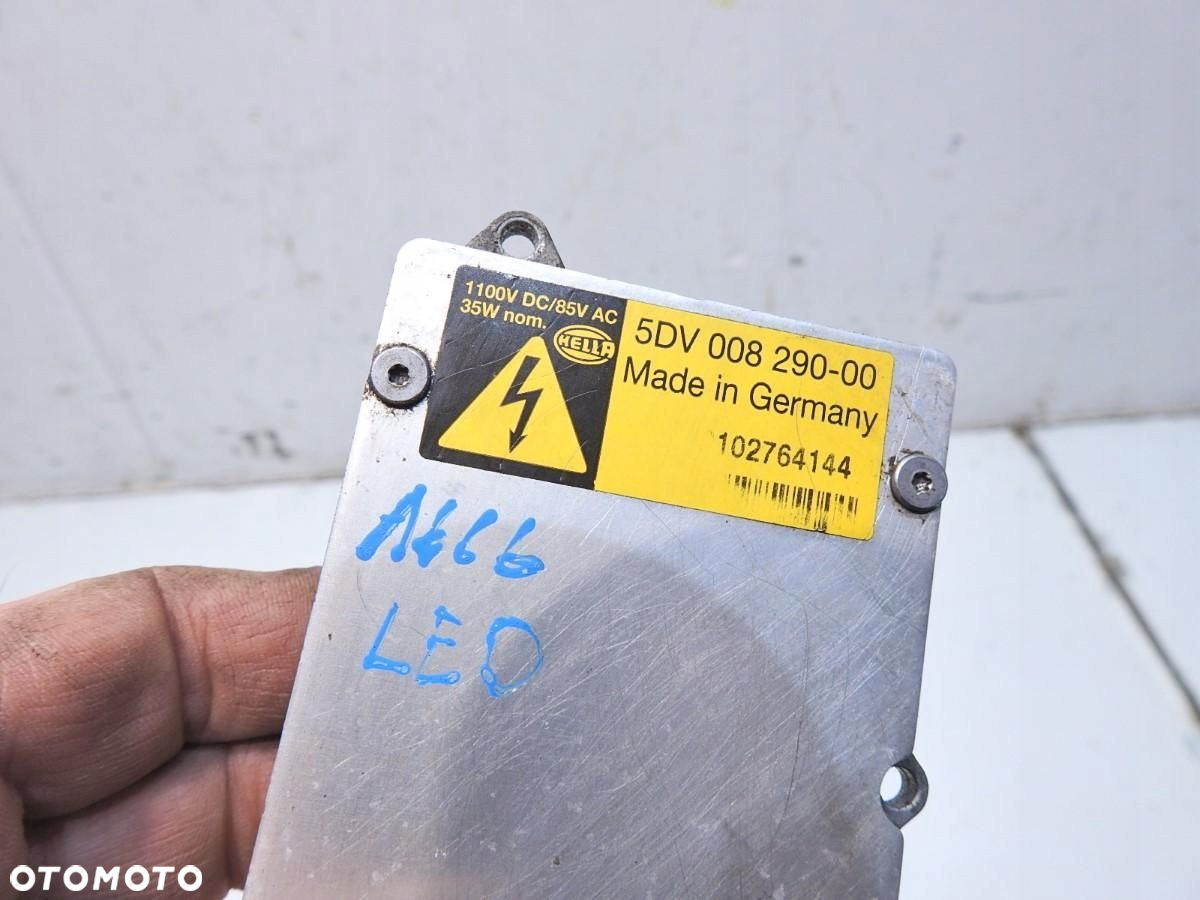 1100V DC/85V AC
35W nom.
HELLA
5DV 008 290-00
Made in Germany
102764144
LED
OTOMOTO